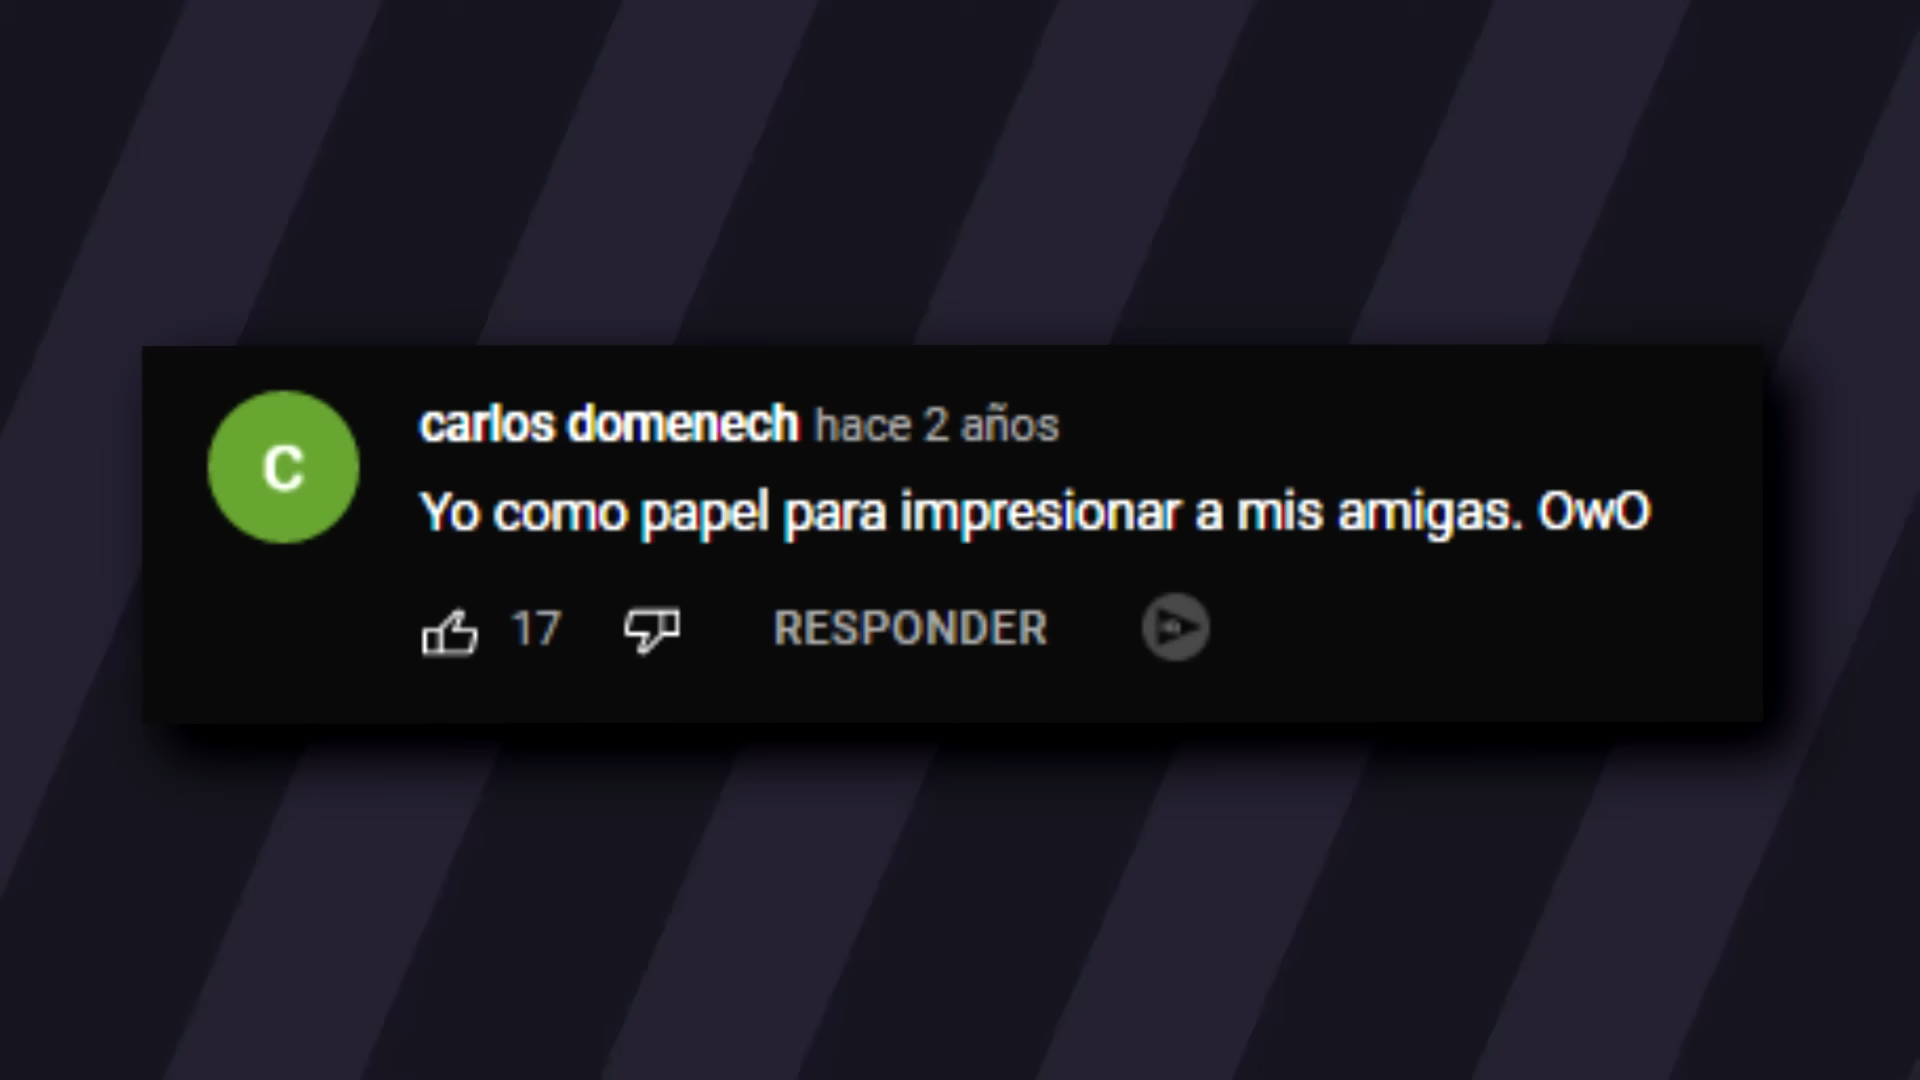 C
carlos domenech hace 2 años
Yo como papel para impresionar a mis amigas. OwO
17 RESPONDER